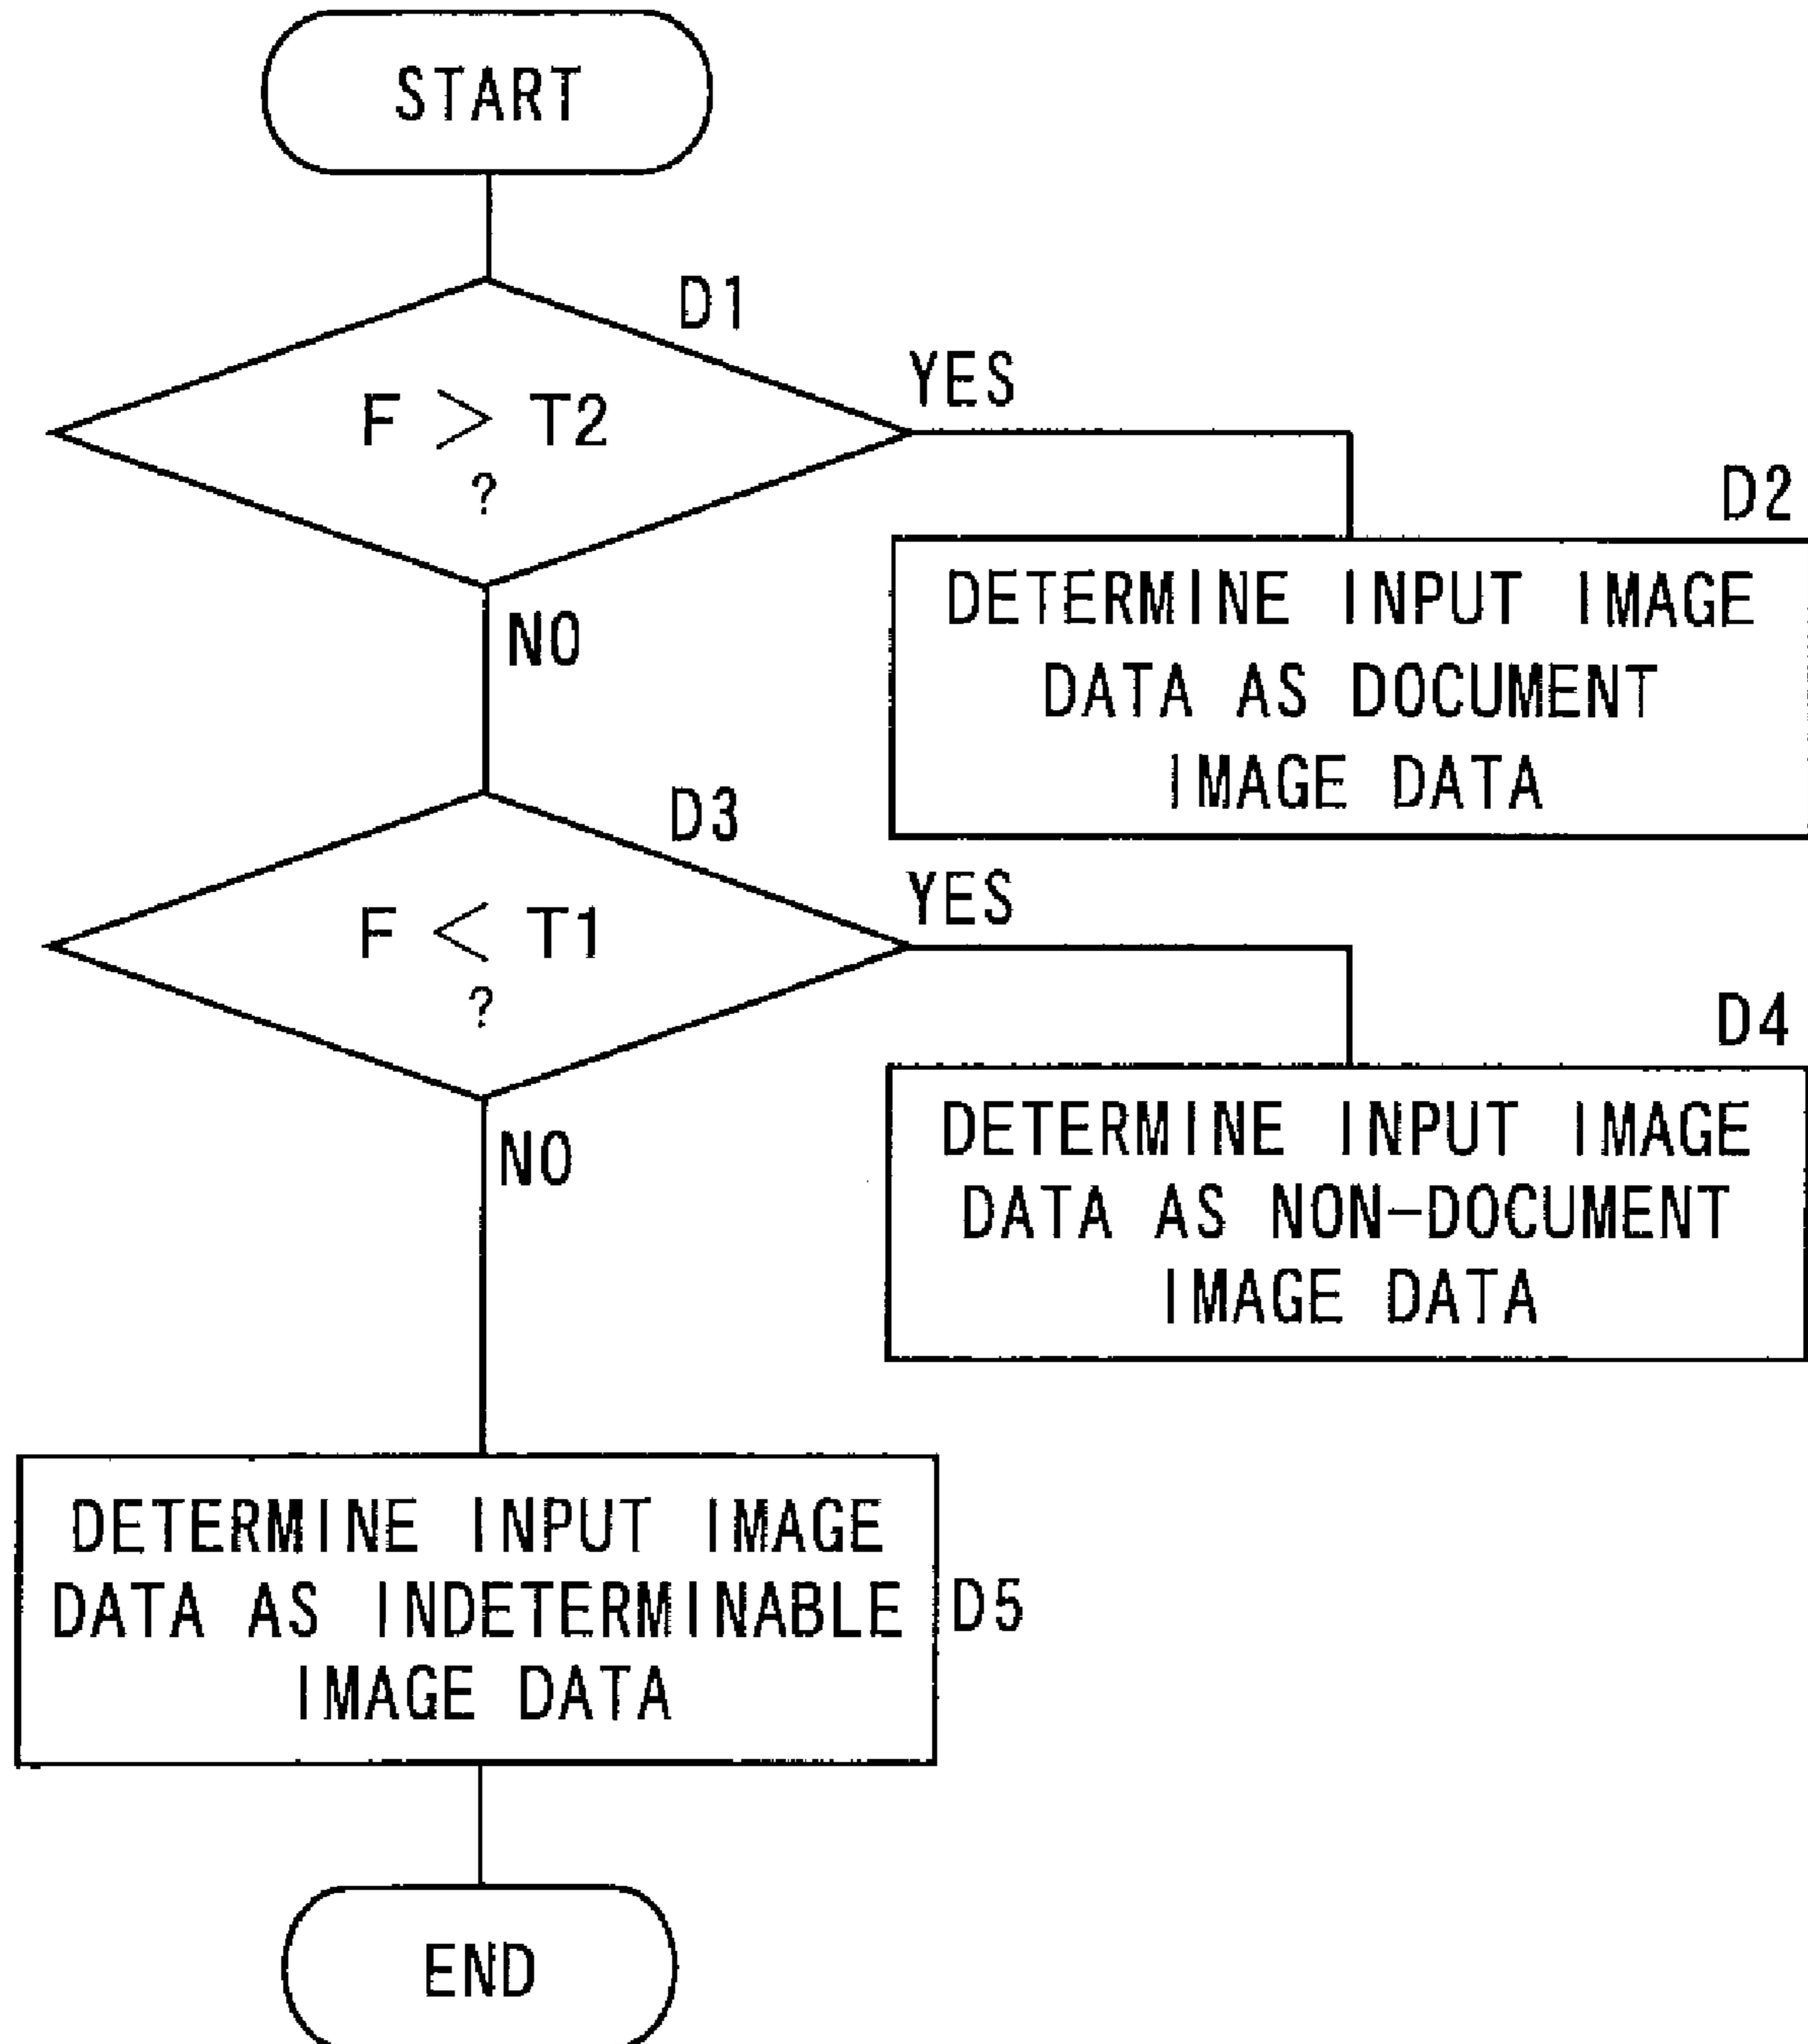 START
D1
F > T2
?
YES
D2
DETERMINE INPUT IMAGE
DATA AS DOCUMENT
IMAGE DATA
NO
D3
F < T1
?
YES
D4
DETERMINE INPUT IMAGE
DATA AS NON-DOCUMENT
IMAGE DATA
NO
DETERMINE INPUT IMAGE
DATA AS INDETERMINABLE
IMAGE DATA
D5
END